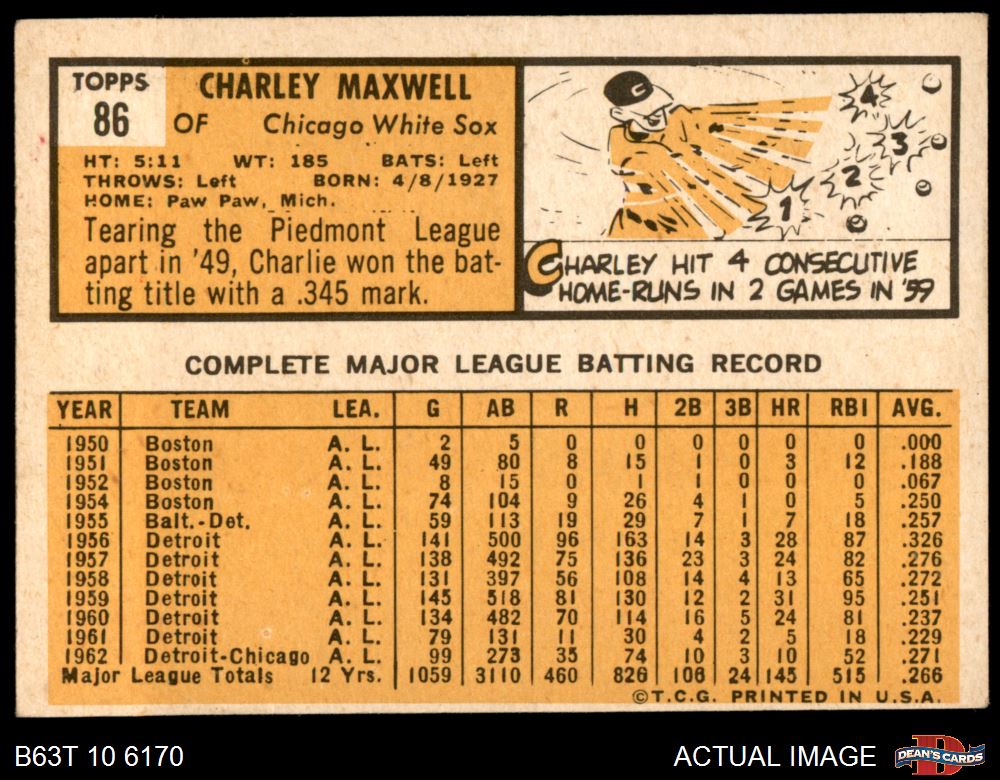 TOPPS
86
CHARLEY MAXWELL
OF Chicago White Sox
HT: 5:11 WT: 185 BATS: Left
THROWS: Left BORN: 4/8/1927
HOME: Paw Paw, Mich.
Tearing the Piedmont League
apart in '49, Charlie won the bat-
ting title with a .345 mark.
C
1
2
3
4
CHARLEY HIT 4 CONSECUTIVE
HOME-RUNS IN 2 GAMES IN '59
COMPLETE MAJOR LEAGUE BATTING RECORD
YEAR TEAM LEA. G AB R H 2B 3B HR RBI AVG.
1950 Boston A. L. 2 5 0 0 0 0 0 0 .000
1951 Boston A. L. 49 80 8 15 1 0 3 12 .188
1952 Boston A. L. 8 15 0 1 1 0 0 0 .067
1954 Boston A. L. 74 104 9 26 4 1 0 5 .250
1955 Balt.-Det. A. L. 59 113 19 29 7 1 7 18 .257
1956 Detroit A. L. 141 500 96 163 14 3 28 87 .326
1957 Detroit A. L. 138 492 75 136 23 3 24 82 .276
1958 Detroit A. L. 131 397 56 108 14 4 13 65 .272
1959 Detroit A. L. 145 518 81 130 12 2 31 95 .251
1960 Detroit A. L. 134 482 70 114 16 5 24 81 .237
1961 Detroit A. L. 79 131 11 30 4 2 5 18 .229
1962 Detroit-Chicago A. L. 99 273 35 74 10 3 10 52 .271
Major League Totals 12 Yrs. 1059 3110 460 826 106 24 145 515 .266
©T.C.G. PRINTED IN U.S.A.
B63T 10 6170
ACTUAL IMAGE
DEAN'S CARDS